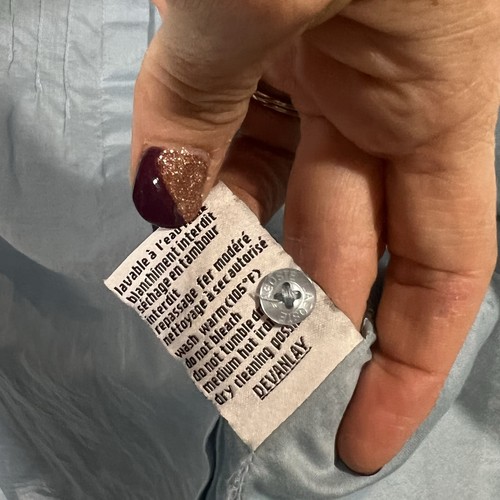 lavable à l'eau
blanchiment interdit
séchage en tambour
interdit
repassage fer modéré
nettoyage à sec autorisé
wash warm (105°F)
do not bleach
do not tumble
medium hot
dry cleaning
DEVANLAY